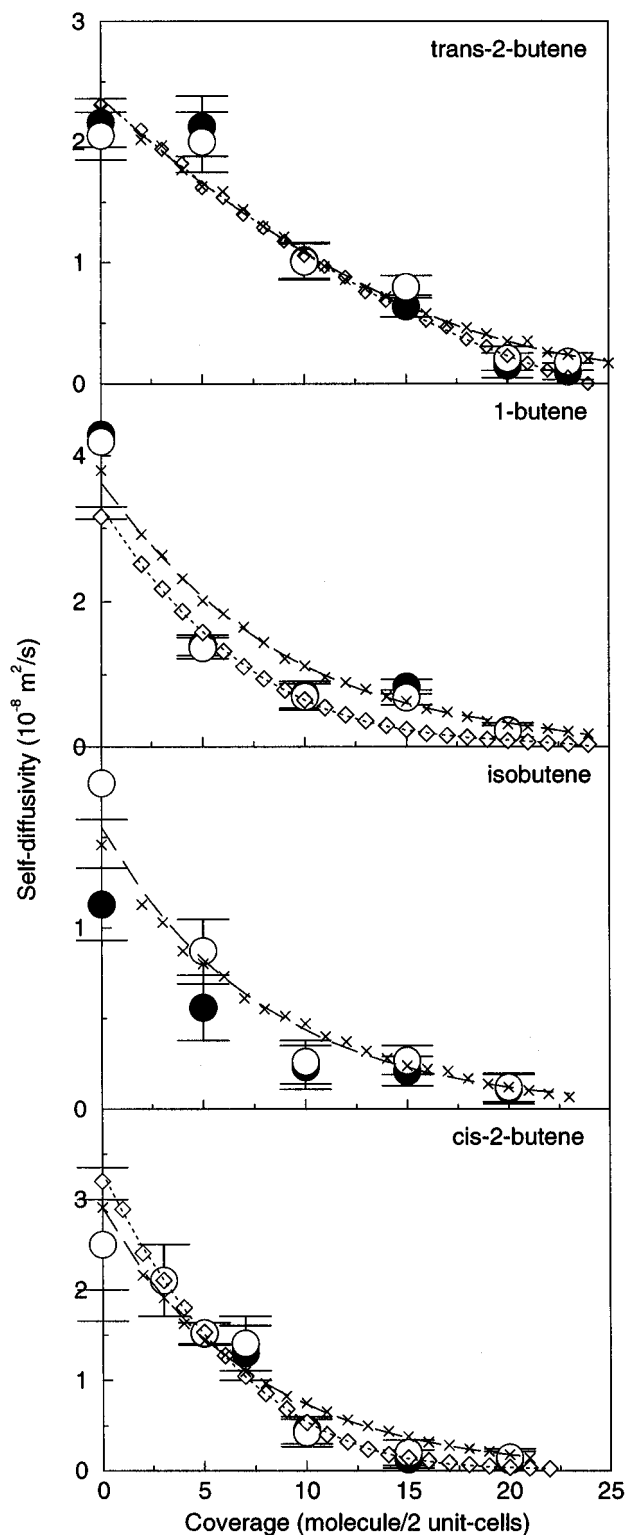 3
trans-2-butene
2
1
0
1-butene
4
2
0
isobutene
1
0
cis-2-butene
3
2
1
0
0 5 10 15 20 25
Coverage (molecule/2 unit-cells)
Self-diffusivity (10⁻⁸ m²/s)